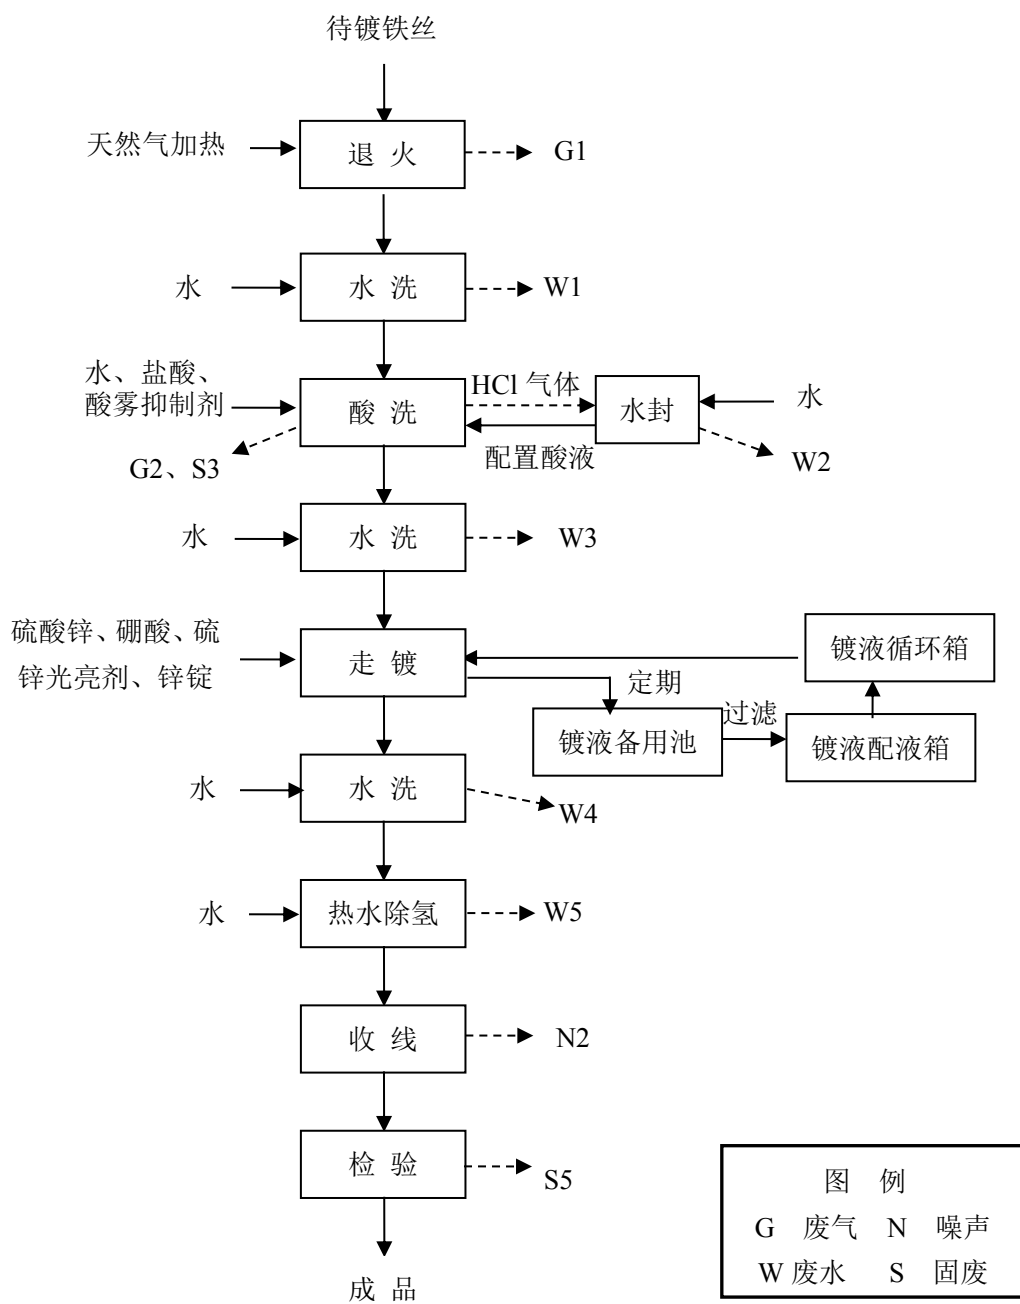 待镀铁丝
天然气加热
退 火
G1
水
水 洗
W1
水、盐酸、
酸雾抑制剂
酸 洗
HCl 气体
水封
水
配置酸液
G2、S3
W2
水
水 洗
W3
硫酸锌、硼酸、硫
锌光亮剂、锌锭
走 镀
镀液循环箱
定期
镀液备用池
过滤
镀液配液箱
水
水 洗
W4
水
热水除氢
W5
收 线
N2
检 验
S5
成 品
图 例
G 废气 N 噪声
W 废水 S 固废